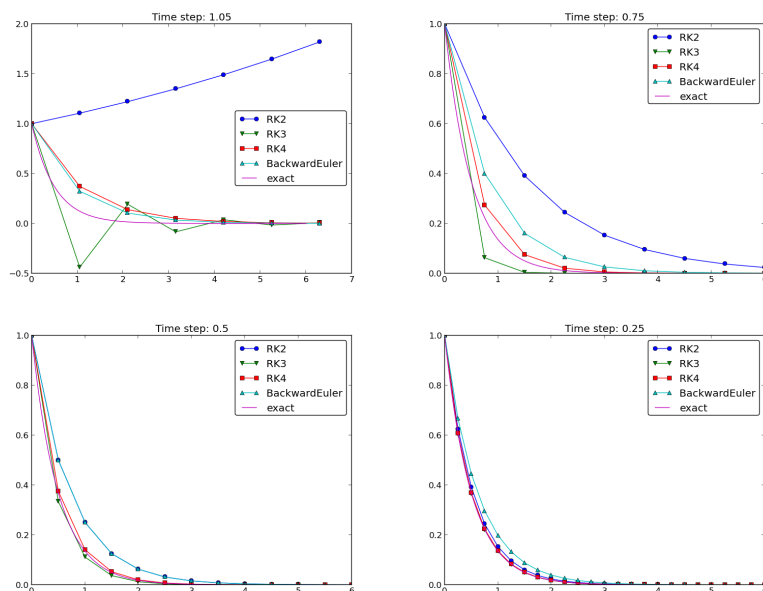 Time step: 1.05
2.0
1.5
1.0
0.5
0.0
−0.5
0 1 2 3 4 5 6 7
RK2
RK3
RK4
BackwardEuler
exact
Time step: 0.75
1.0
0.8
0.6
0.4
0.2
0.0
0 1 2 3 4 5 6
RK2
RK3
RK4
BackwardEuler
exact
Time step: 0.5
1.0
0.8
0.6
0.4
0.2
0.0
0 1 2 3 4 5 6
RK2
RK3
RK4
BackwardEuler
exact
Time step: 0.25
1.0
0.8
0.6
0.4
0.2
0.0
0 1 2 3 4 5 6
RK2
RK3
RK4
BackwardEuler
exact